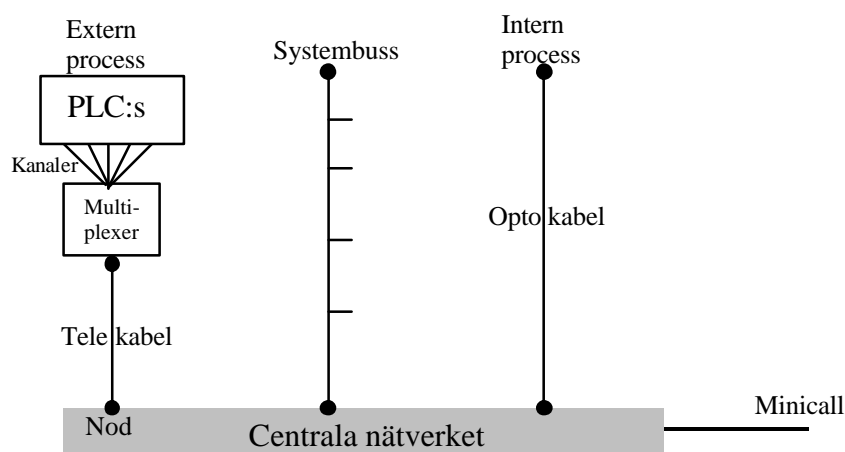 Extern
process
Systembuss
Intern
process
PLC:s
Kanaler
Multi-
plexer
Opto kabel
Tele kabel
Nod
Centrala nätverket
Minicall